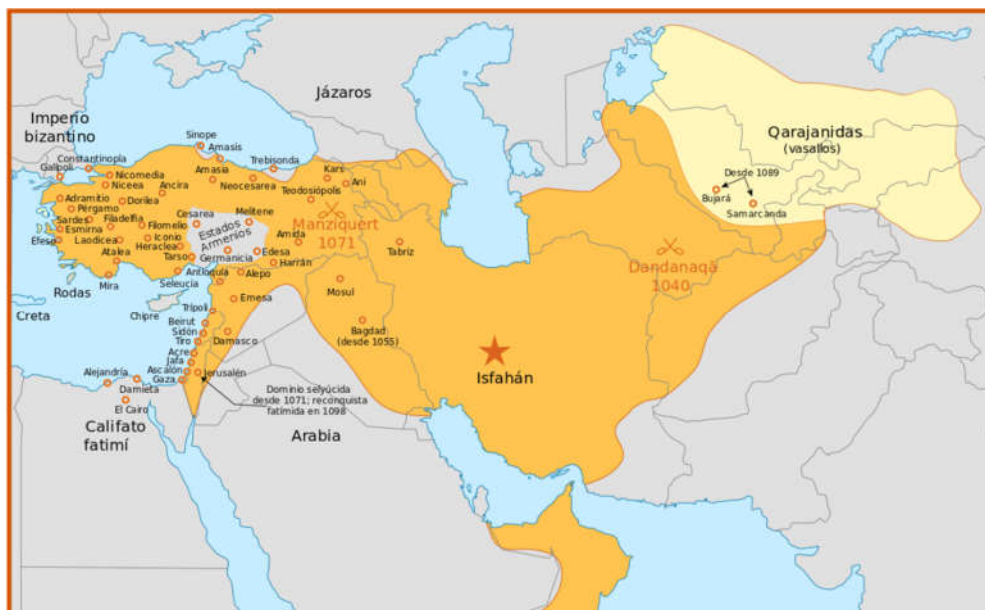 Jázaros
Imperio
bizantino
Qarajanidas
(vasallos)
Sinope
Amasis
Constantinopla
Trebisonda
Kars
Desde 1089
Galípoli
Nicomedia
Amasia
Ani
Niceea
Ancira
Neocesarea
Teodosiópolis
Bujará
Adramitio
Dorilea
Samarcanda
Pérgamo
Cesarea
Melitene
Manziquert
1071
Sardes
Filadelfia
Estados
Armenios
Esmirna
Filomelio
Amida
Efeso
Laodicea
Iconio
Heraclea
Edesa
Tabriz
Dandanaqã
1040
Atalea
Tarso
Germanicia
Harrán
Antioquía
Alepo
Rodas
Mira
Seleucia
Mosul
Creta
Chipre
Emesa
Trípoli
Beirut
Bagdad
(desde 1055)
Sidón
Tiro
Damasco
Acre
Jafa
Isfahán
Alejandría
Ascalón
Jerusalén
Gaza
Damieta
Dominio selyúcida
desde 1071; reconquista
fatímida en 1098
El Cairo
Califato
fatimí
Arabia